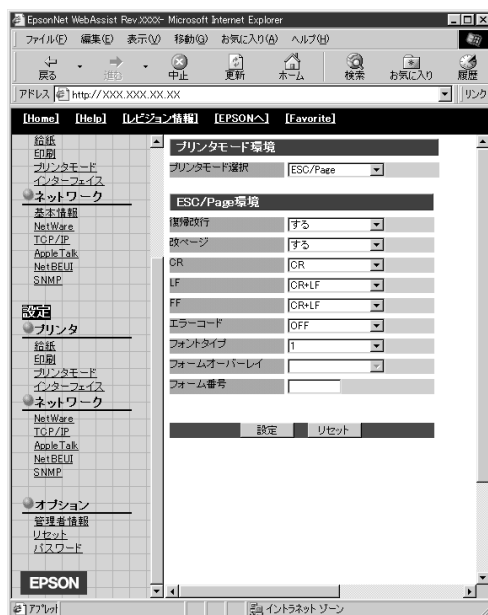 EpsonNet WebAssist Rev.XXXX- Microsoft Internet Explorer
ファイル(F) 編集(E) 表示(V) 移動(G) お気に入り(A) ヘルプ(H)
戻る 進む 中止 更新 ホーム 検索 お気に入り 履歴
アドレス http://XXX.XXX.XX.XX リンク
[Home] [Help] [レビジョン情報] [EPSONへ] [Favorite]
給紙
印刷
プリンタモード
インターフェイス
ネットワーク
基本情報
NetWare
TCP/IP
AppleTalk
NetBEUI
SNMP
設定
プリンタ
給紙
印刷
プリンタモード
インターフェイス
ネットワーク
NetWare
TCP/IP
AppleTalk
NetBEUI
SNMP
オプション
管理者情報
リセット
パスワード
EPSON
プリンタモード環境
プリンタモード選択 ESC/Page
ESC/Page環境
復帰改行 する
改ページ する
CR CR
LF CR+LF
FF CR+LF
エラーコード OFF
フォントタイプ 1
フォームオーバーレイ
フォーム番号
設定 リセット
アプレット イントラネット ゾーン